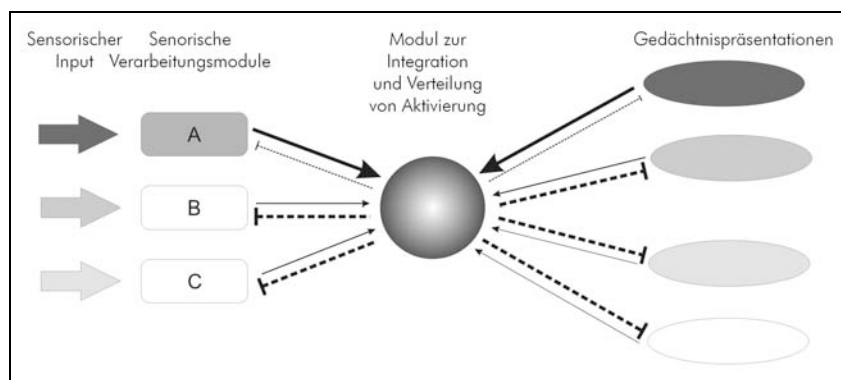 Sensorischer
Input
Senorische
Verarbeitungsmodule
Modul zur
Integration
und Verteilung
von Aktivierung
Gedächtnispräsentationen
A
B
C